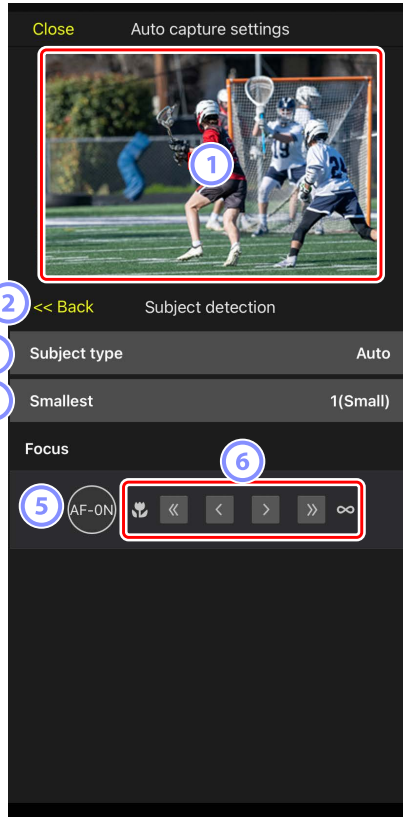 Close Auto capture settings
1
2 << Back Subject detection
Subject type Auto
Smallest 1(Small)
Focus
6
5 AF-ON « < > » ∞